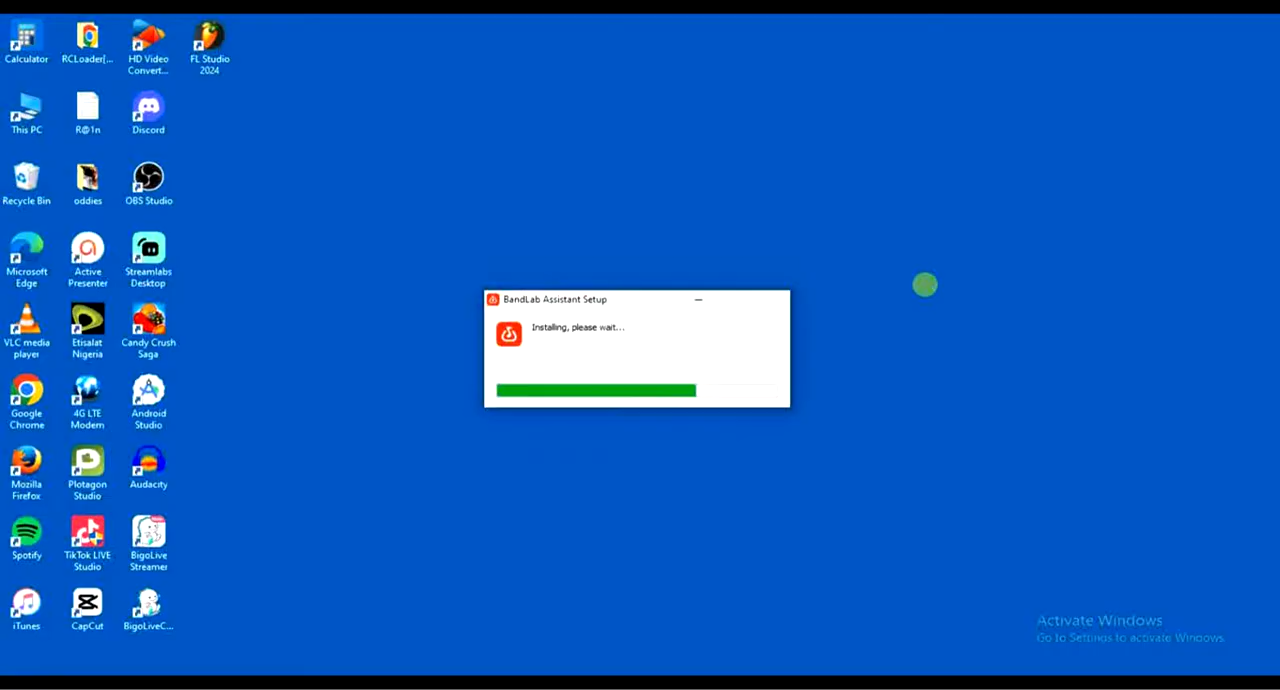 Calculator
RCLoader[...
HD Video
Convert...
FL Studio
2024
This PC
R@1n
Discord
Recycle Bin
oddies
OBS Studio
Microsoft
Edge
Active
Presenter
Streamlabs
Desktop
VLC media
player
Etisalat
Nigeria
Candy Crush
Saga
Google
Chrome
4G LTE
Modem
Android
Studio
Mozilla
Firefox
Plotagon
Studio
Audacity
Spotify
TikTok LIVE
Studio
BigoLive
Streamer
iTunes
CapCut
BigoLiveC...
BandLab Assistant Setup
Installing, please wait...
Activate Windows
Go to Settings to activate Windows.